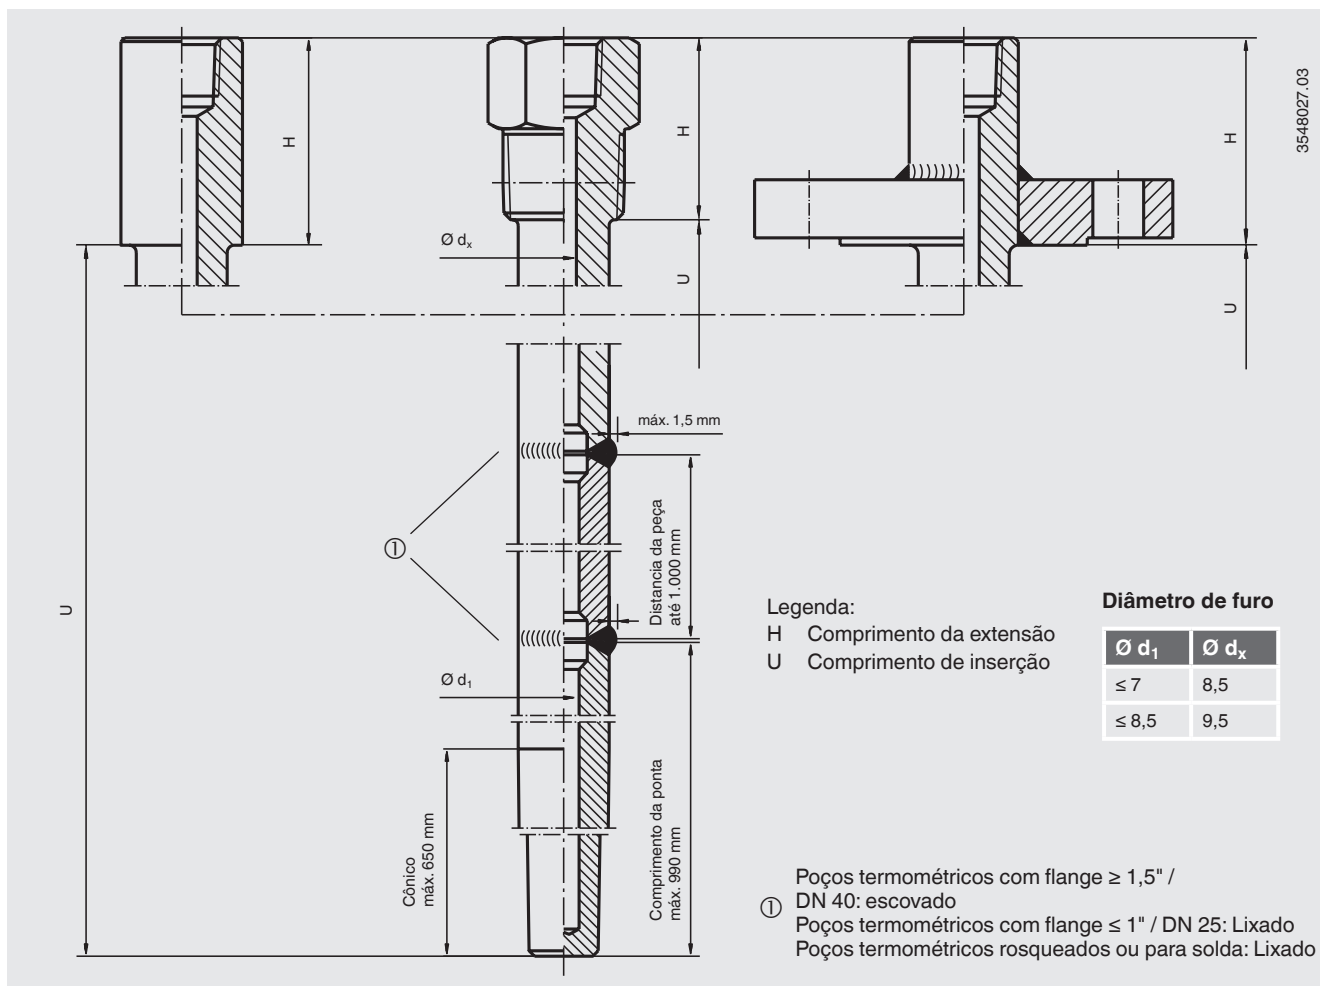 H
H
H
3548027.03
Ø dx
U
U
máx. 1,5 mm
①
Distancia da peça
até 1.000 mm
U
Legenda:
H Comprimento da extensão
U Comprimento de inserção
Diâmetro de furo
Ø d1 Ø dx
≤ 7 8,5
≤ 8,5 9,5
Ø d1
Cônico
máx. 650 mm
Comprimento da ponta
máx. 990 mm
① Poços termométricos com flange ≥ 1,5" /
DN 40: escovado
Poços termométricos com flange ≤ 1" / DN 25: Lixado
Poços termométricos rosqueados ou para solda: Lixado